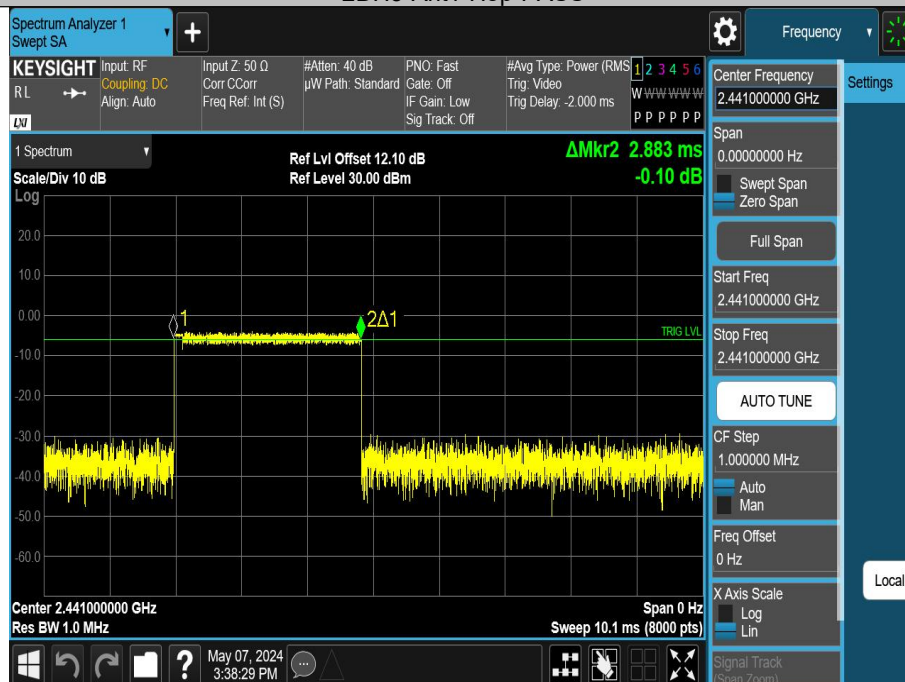 Spectrum Analyzer 1
Swept SA
Frequency
KEYSIGHT
RL
LXI
Input: RF
Coupling: DC
Align: Auto
Input Z: 50 Ω
Corr CCorr
Freq Ref: Int (S)
#Atten: 40 dB
µW Path: Standard
PNO: Fast
Gate: Off
IF Gain: Low
Sig Track: Off
#Avg Type: Power (RMS
Trig: Video
Trig Delay: -2.000 ms
1 2 3 4 5 6
W W W W W W
P P P P P P
1 Spectrum
Scale/Div 10 dB
Log
Ref Lvl Offset 12.10 dB
Ref Level 30.00 dBm
ΔMkr2 2.883 ms
-0.10 dB
20.0
10.0
0.00
-10.0
-20.0
-30.0
-40.0
-50.0
-60.0
1
2Δ1
TRIG LVL
Center 2.441000000 GHz
Res BW 1.0 MHz
Span 0 Hz
Sweep 10.1 ms (8000 pts)
Center Frequency
2.441000000 GHz
Settings
Span
0.00000000 Hz
Swept Span
Zero Span
Full Span
Start Freq
2.441000000 GHz
Stop Freq
2.441000000 GHz
AUTO TUNE
CF Step
1.000000 MHz
Auto
Man
Freq Offset
0 Hz
X Axis Scale
Log
Lin
Local
Signal Track
(Span Zoom)
?
May 07, 2024
3:38:29 PM